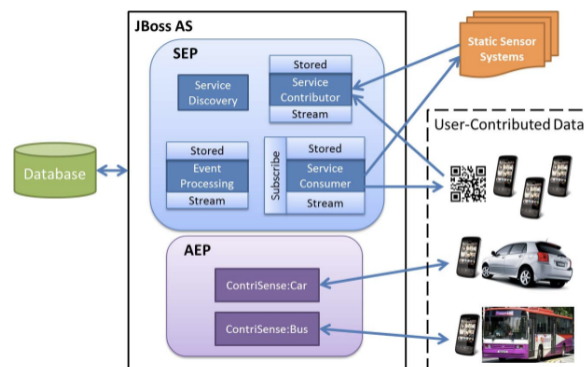 JBoss AS
SEP
Service
Discovery
Stored
Service
Contributor
Stream
Stored
Event
Processing
Stream
Subscribe
Stored
Service
Consumer
Stream
AEP
ContriSense:Car
ContriSense:Bus
Database
Static Sensor
Systems
User-Contributed Data